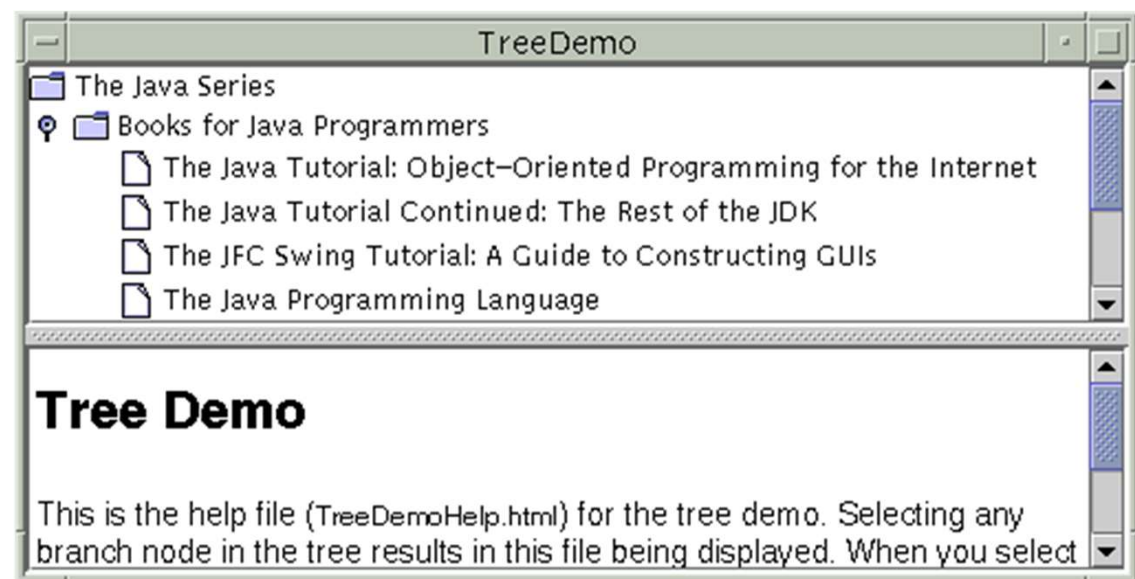 TreeDemo
The Java Series
Books for Java Programmers
The Java Tutorial: Object-Oriented Programming for the Internet
The Java Tutorial Continued: The Rest of the JDK
The JFC Swing Tutorial: A Guide to Constructing GUIs
The Java Programming Language
Tree Demo
This is the help file (TreeDemoHelp.html) for the tree demo. Selecting any
branch node in the tree results in this file being displayed. When you select